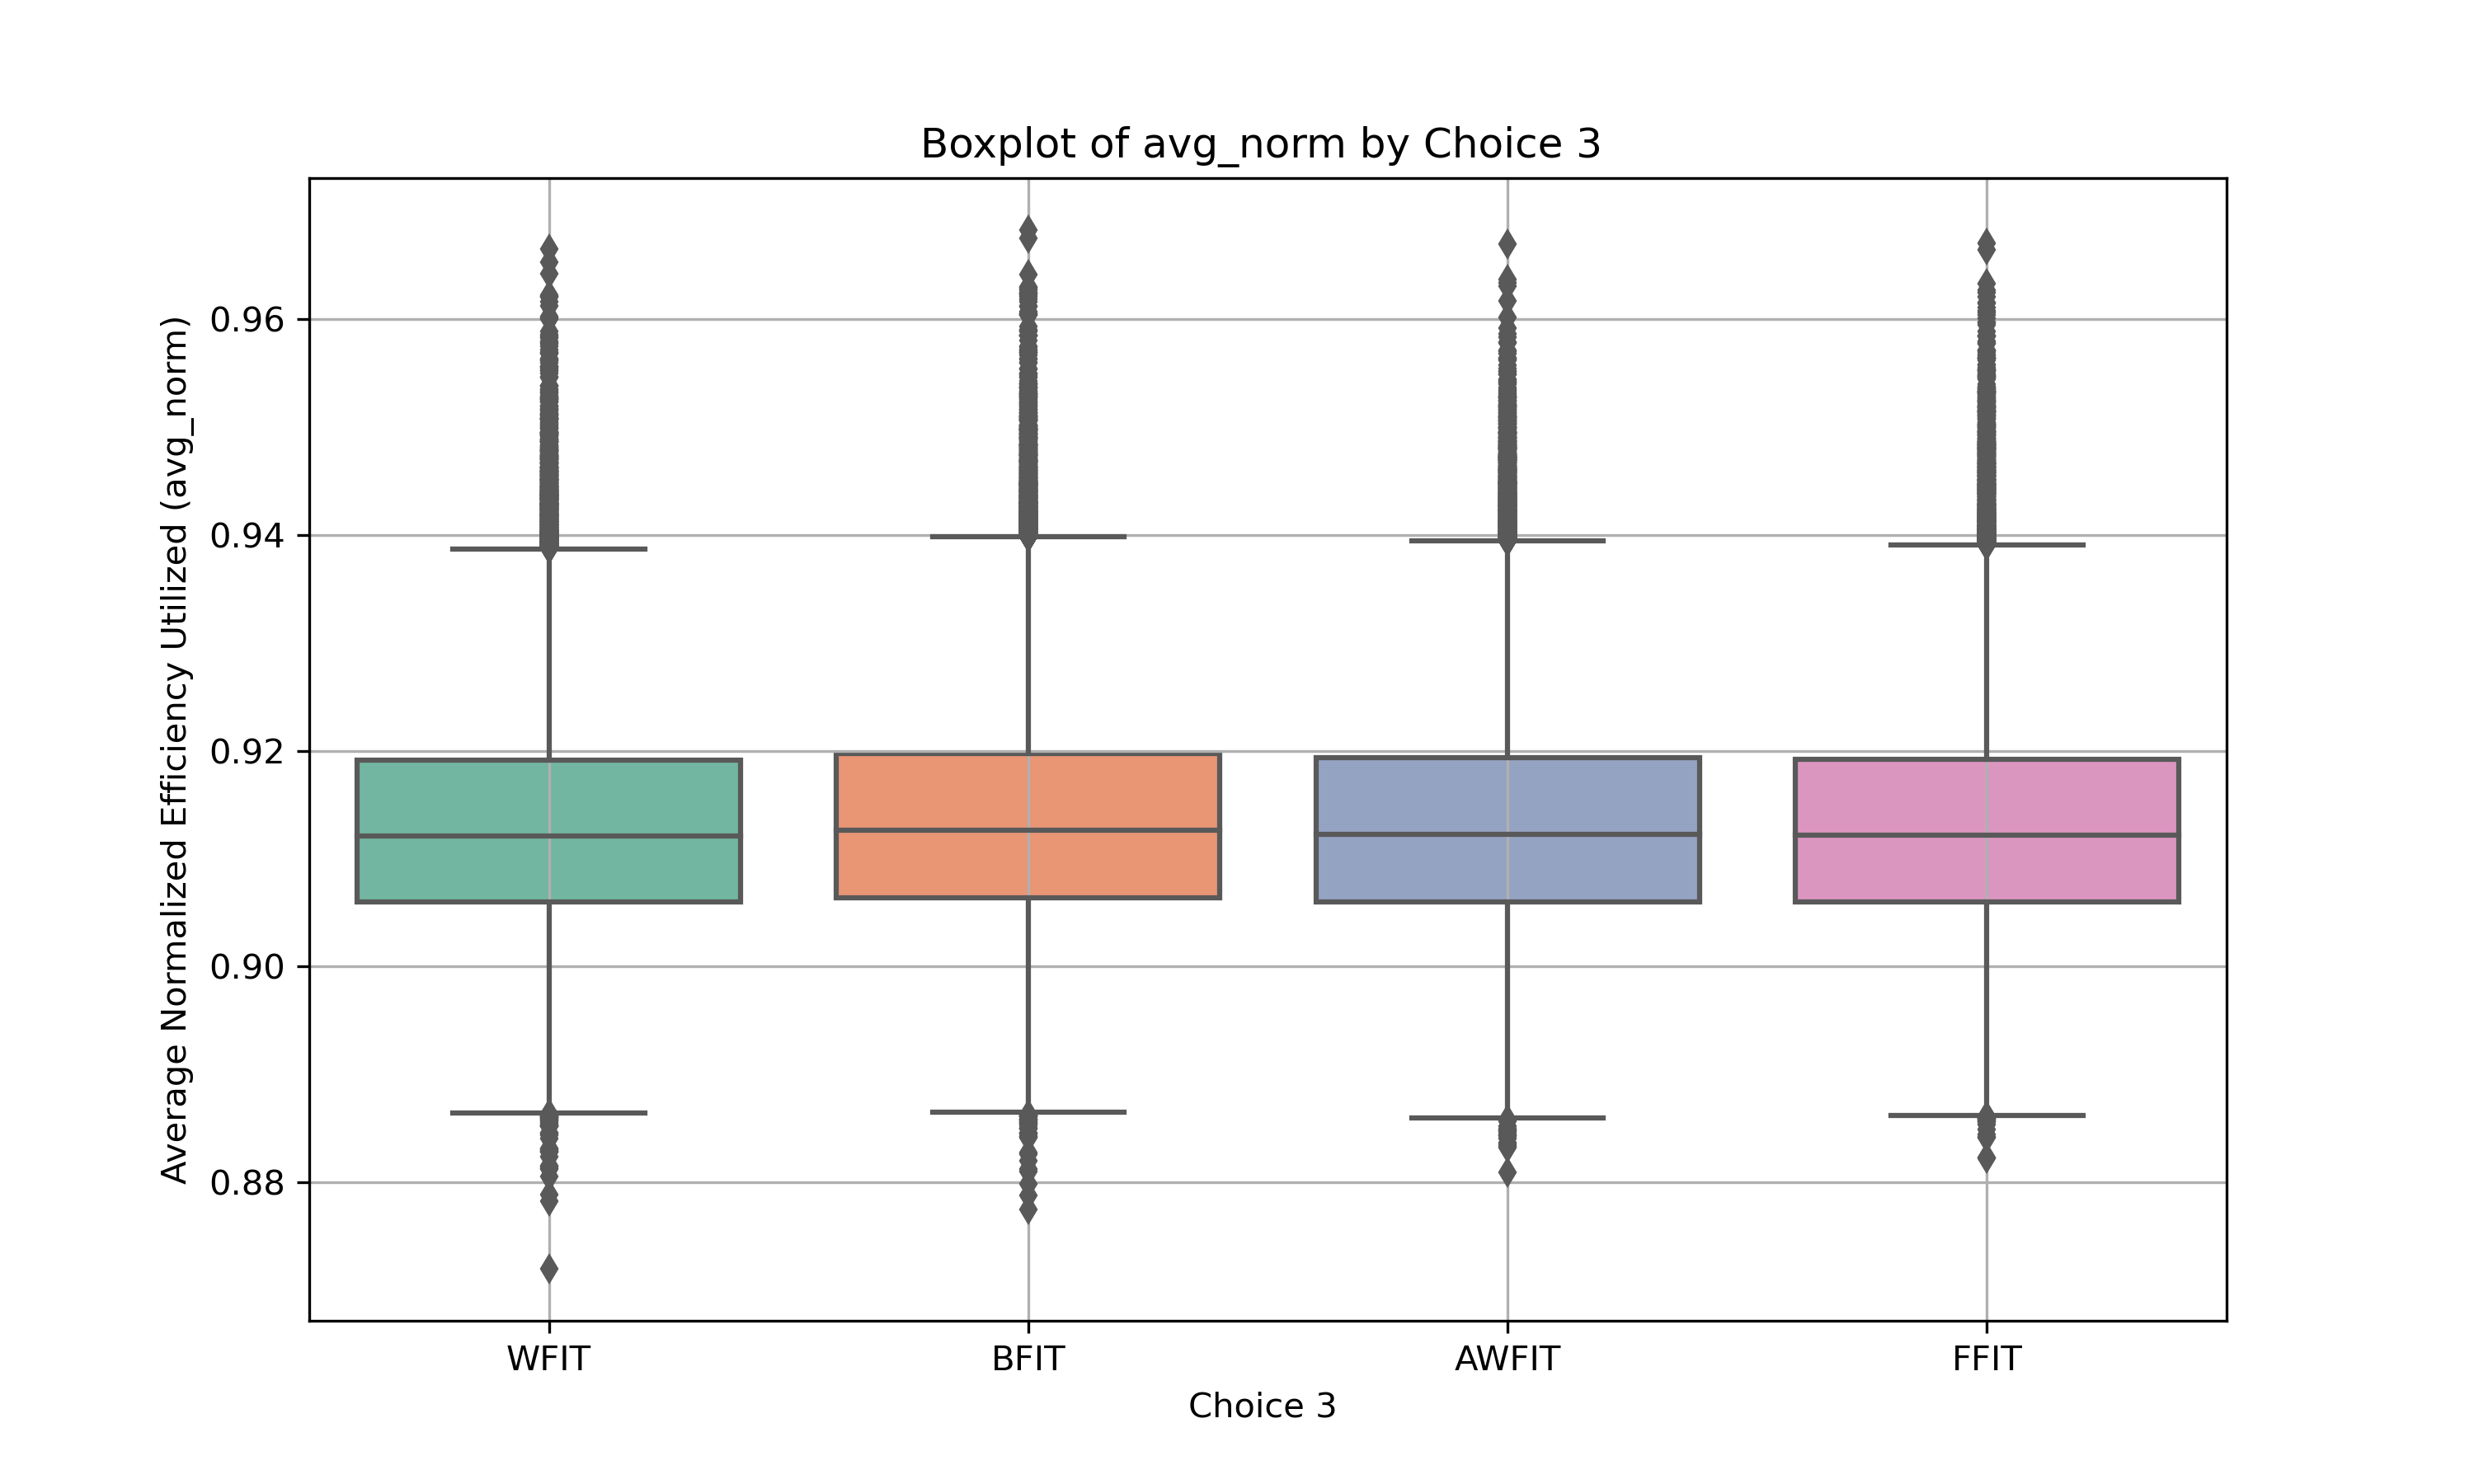 Boxplot of avg_norm by Choice 3
Average Normalized Efficiency Utilized (avg_norm)
0.96
0.94
0.92
0.90
0.88
WFIT BFIT AWFIT FFIT
Choice 3